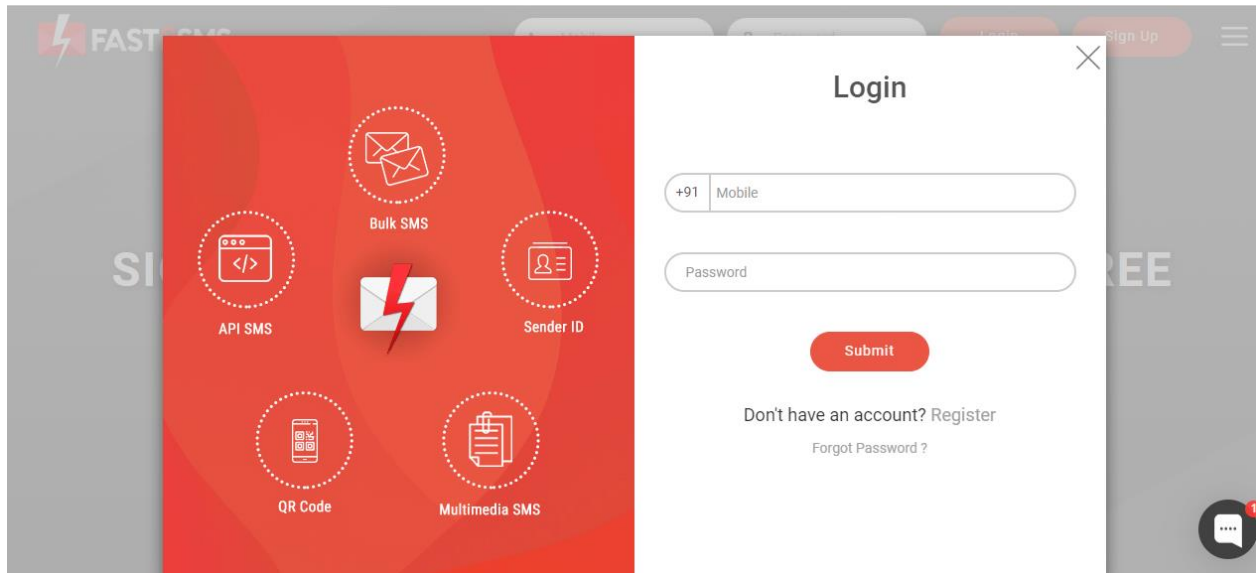 FAST
Sign Up
Login
+91 Mobile
Password
Submit
Don't have an account? Register
Forgot Password ?
Bulk SMS
API SMS
Sender ID
QR Code
Multimedia SMS
1